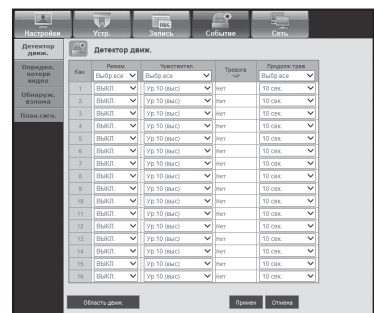 REC
Настройки Устр. Запись Событие Сеть
Детектор движ.
Определ. потери видео
Обнаруж. взлома
План.сигн.
Детектор движ.
Кан. Режим Чувствител. Тревога Продолж.трев.
Выбр.все Выбр.все Выбр.все
1 ВЫКЛ. Ур.10 (выс) Нет 10 сек.
2 ВЫКЛ. Ур.10 (выс) Нет 10 сек.
3 ВЫКЛ. Ур.10 (выс) Нет 10 сек.
4 ВЫКЛ. Ур.10 (выс) Нет 10 сек.
5 ВЫКЛ. Ур.10 (выс) Нет 10 сек.
6 ВЫКЛ. Ур.10 (выс) Нет 10 сек.
7 ВЫКЛ. Ур.10 (выс) Нет 10 сек.
8 ВЫКЛ. Ур.10 (выс) Нет 10 сек.
9 ВЫКЛ. Ур.10 (выс) Нет 10 сек.
10 ВЫКЛ. Ур.10 (выс) Нет 10 сек.
11 ВЫКЛ. Ур.10 (выс) Нет 10 сек.
12 ВЫКЛ. Ур.10 (выс) Нет 10 сек.
13 ВЫКЛ. Ур.10 (выс) Нет 10 сек.
14 ВЫКЛ. Ур.10 (выс) Нет 10 сек.
15 ВЫКЛ. Ур.10 (выс) Нет 10 сек.
16 ВЫКЛ. Ур.10 (выс) Нет 10 сек.
Область движ. Примен Отмена